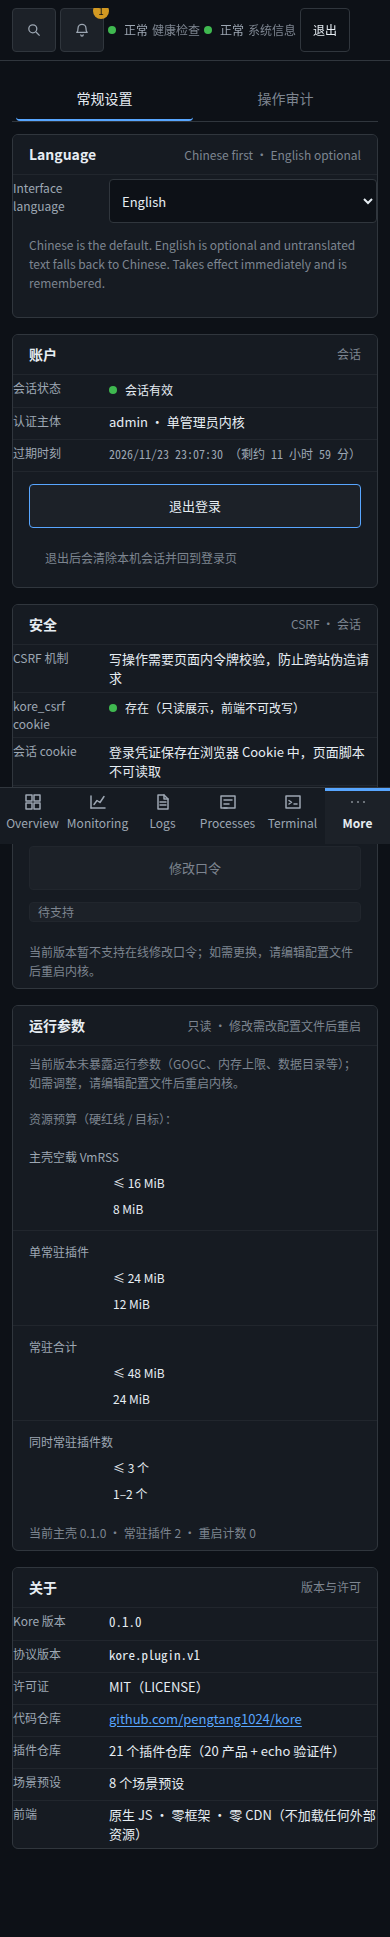 1
正常 健康检查 正常 系统信息 退出
常规设置 操作审计
Language Chinese first · English optional
Interface language English
Chinese is the default. English is optional and untranslated
text falls back to Chinese. Takes effect immediately and is
remembered.
账户 会话
会话状态 会话有效
认证主体 admin · 单管理员内核
过期时刻 2026/11/23 23:07:30 （剩约 11 小时 59 分）
退出登录
退出后会清除本机会话并回到登录页
安全 CSRF · 会话
CSRF 机制 写操作需要页面内令牌校验，防止跨站伪造请
求
kore_csrf cookie 存在（只读展示，前端不可改写）
会话 cookie 登录凭证保存在浏览器 Cookie 中，页面脚本
不可读取
Overview Monitoring Logs Processes Terminal More
修改口令
待支持
当前版本暂不支持在线修改口令；如需更换，请编辑配置文件
后重启内核。
运行参数 只读 · 修改需改配置文件后重启
当前版本未暴露运行参数（GOGC、内存上限、数据目录等）；
如需调整，请编辑配置文件后重启内核。
资源预算（硬红线 / 目标）：
主壳空载 VmRSS
≤ 16 MiB
8 MiB
单常驻插件
≤ 24 MiB
12 MiB
常驻合计
≤ 48 MiB
24 MiB
同时常驻插件数
≤ 3 个
1–2 个
当前主壳 0.1.0 · 常驻插件 2 · 重启计数 0
关于 版本与许可
Kore 版本 0.1.0
协议版本 kore.plugin.v1
许可证 MIT（LICENSE）
代码仓库 github.com/pengtang1024/kore
插件仓库 21 个插件仓库（20 产品 + echo 验证件）
场景预设 8 个场景预设
前端 原生 JS · 零框架 · 零 CDN（不加载任何外部
资源）